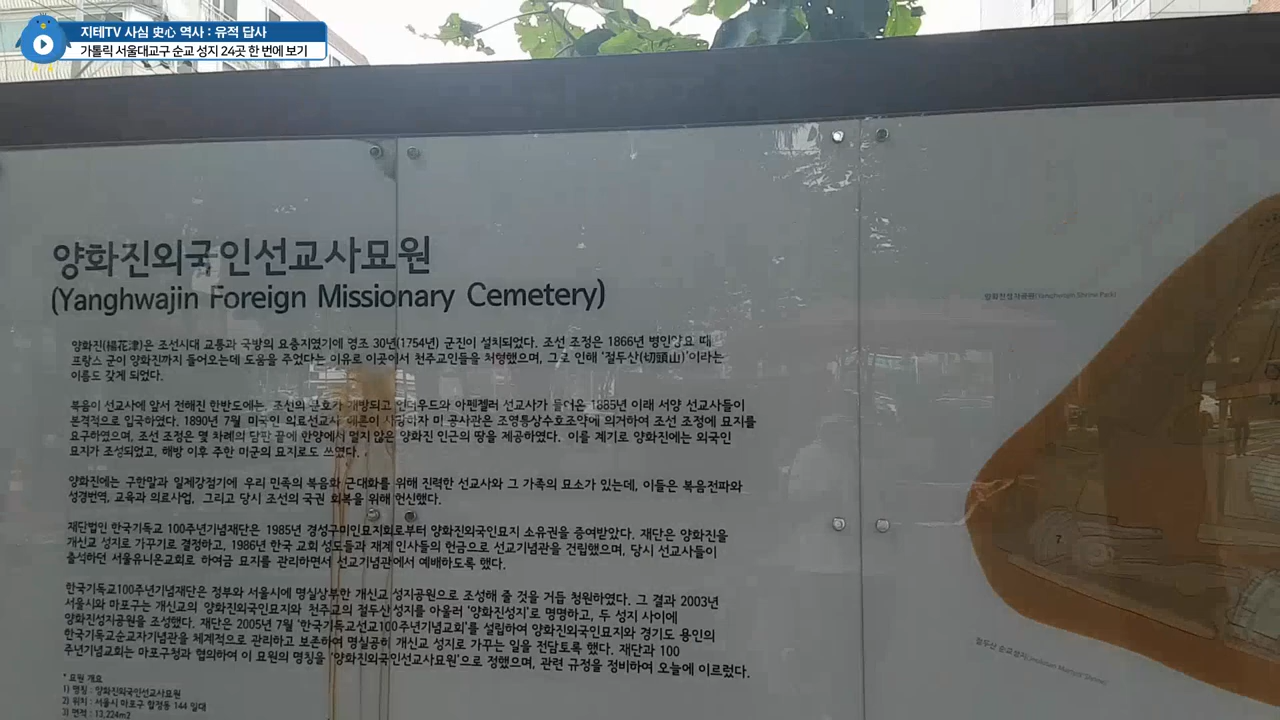 지테TV 사심 史心 역사 : 유적 답사
가톨릭 서울대교구 순교 성지 24곳 한 번에 보기
양화진외국인선교사묘원
(Yanghwajin Foreign Missionary Cemetery)
양화진(楊花津)은 조선시대 교통과 국방의 요충지였기에 영조 30년(1754년) 군진이 설치되었다. 조선 조정은 1866년 병인양요 때
프랑스 군이 양화진까지 들어오는데 도움을 주었다는 이유로 이곳에서 천주교인들을 처형했으며, 그로 인해 '절두산(切頭山)'이라는
이름도 갖게 되었다.
복음이 선교사에 앞서 전해진 한반도에는, 조선의 문호가 개방되고 언더우드와 아펜젤러 선교사가 들어온 1885년 이래 서양 선교사들이
본격적으로 입국하였다. 1890년 7월 미국인 의료선교사 헤론이 사망하자 미 공사관은 조영통상수호조약에 의거하여 조선 조정에 묘지를
요구하였으며, 조선 조정은 몇 차례의 담판 끝에 한양에서 멀지 않은 양화진 인근의 땅을 제공하였다. 이를 계기로 양화진에는 외국인
묘지가 조성되었고, 해방 이후 주한 미군의 묘지로도 쓰였다.
양화진에는 구한말과 일제강점기에 우리 민족의 복음화 근대화를 위해 진력한 선교사와 그 가족의 묘소가 있는데, 이들은 복음전파와
성경번역, 교육과 의료사업, 그리고 당시 조선의 국권 회복을 위해 헌신했다.
재단법인 한국기독교 100주년기념재단은 1985년 경성구미인묘지회로부터 양화진외국인묘지 소유권을 증여받았다. 재단은 양화진을
개신교 성지로 가꾸기로 결정하고, 1986년 한국 교회 성도들과 재계 인사들의 헌금으로 선교기념관을 건립했으며, 당시 선교사들이
출석하던 서울유니온교회로 하여금 묘지를 관리하면서 선교기념관에서 예배하도록 했다.
한국기독교100주년기념재단은 정부와 서울시에 명실상부한 개신교 성지공원으로 조성해 줄 것을 거듭 청원하였다. 그 결과 2003년
서울시와 마포구는 개신교의 양화진외국인묘지와 천주교의 절두산성지를 아울러 '양화진성지'로 명명하고, 두 성지 사이에
양화진성지공원을 조성했다. 재단은 2005년 7월 '한국기독교선교100주년기념교회'를 설립하여 양화진외국인묘지와 경기도 용인의
한국기독교순교자기념관을 체계적으로 관리하고 보존하여 명실공히 개신교 성지로 가꾸는 일을 전담토록 했다. 재단과 100
주년기념교회는 마포구청과 협의하여 이 묘원의 명칭을 '양화진외국인선교사묘원'으로 정했으며, 관련 규정을 정비하여 오늘에 이르렀다.
* 묘원 개요
1) 명칭 : 양화진외국인선교사묘원
2) 위치 : 서울시 마포구 합정동 144 일대
3) 면적 : 13,224m2
양화진성지공원(Yanghwajin Shrine Park)
7
절두산 순교성지(Jeoldusan Martyrs' Shrine)